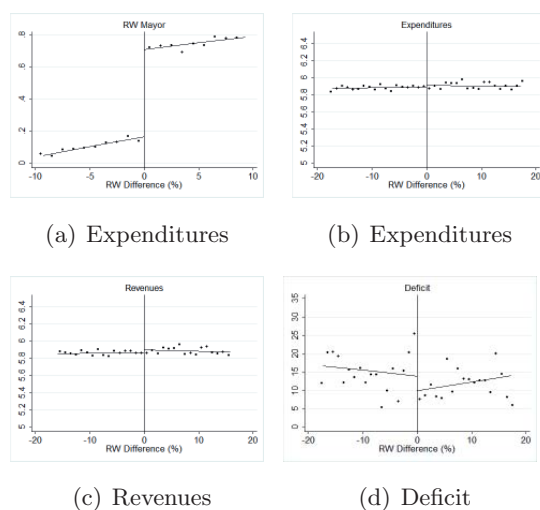 RW Mayor
.8
.6
.4
.2
0
-10 -5 0 5 10
RW Difference (%)
(a) Expenditures
Expenditures
6.4
6.2
6
5.8
5.6
5.4
5.2
5
-20 -10 0 10 20
RW Difference (%)
(b) Expenditures
Revenues
6.4
6.2
6
5.8
5.6
5.4
5.2
5
-20 -10 0 10 20
RW Difference (%)
(c) Revenues
Deficit
35
30
25
20
15
10
5
0
-20 -10 0 10 20
RW Difference (%)
(d) Deficit